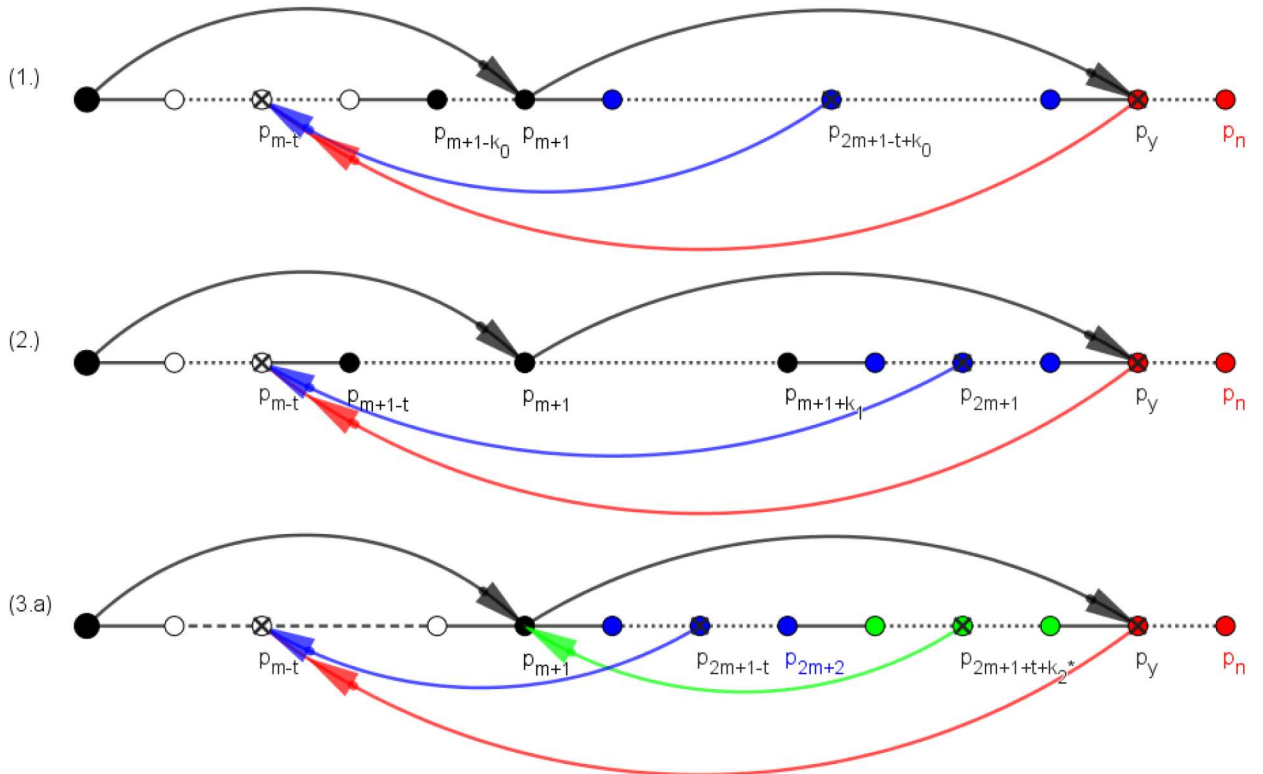 (1.)
p_{m-t} p_{m+1-k_0} p_{m+1} p_{2m+1-t+k_0} p_y p_n
(2.)
p_{m-t} p_{m+1-t} p_{m+1} p_{m+1+k_1} p_{2m+1} p_y p_n
(3.a)
p_{m-t} p_{m+1} p_{2m+1-t} p_{2m+2} p_{2m+1+t+k_2*} p_y p_n